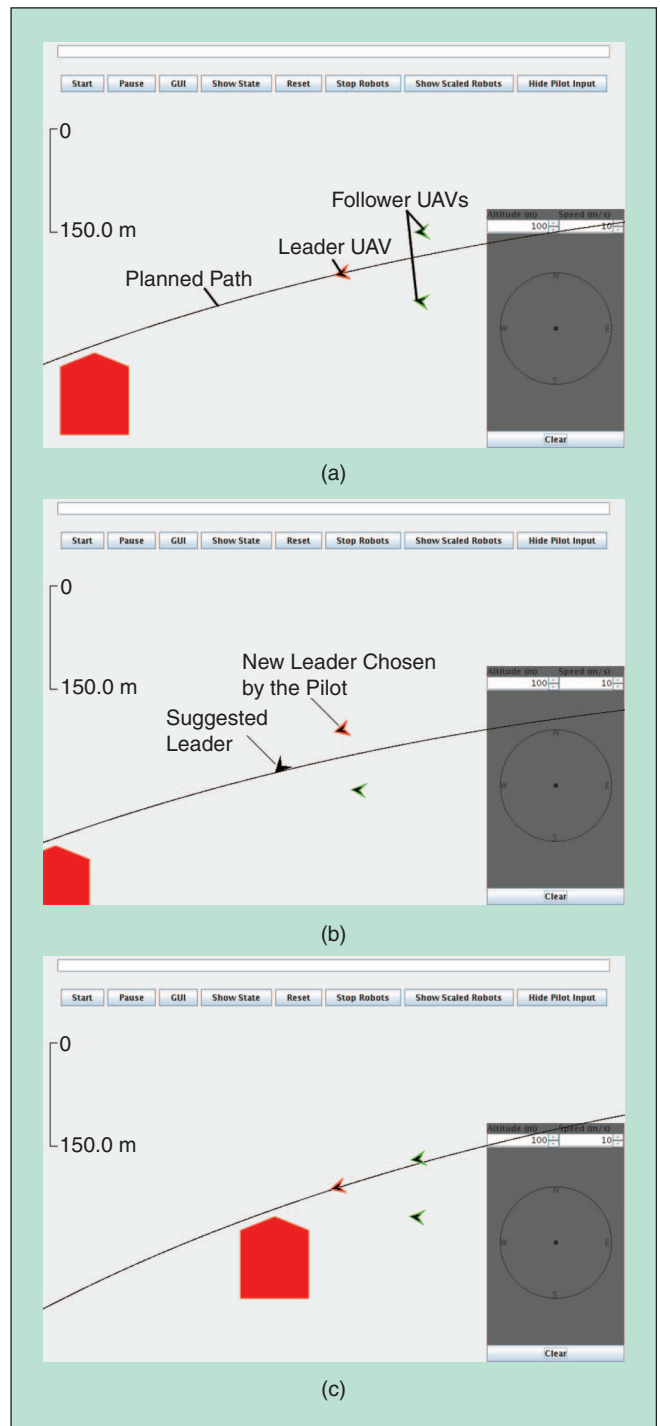 Start Pause GUI Show State Reset Stop Robots Show Scaled Robots Hide Pilot Input
0
150.0 m
Follower UAVs
Leader UAV
Planned Path
Altitude (m) Speed (m/s)
100 10
N
W E
S
Clear
(a)
Start Pause GUI Show State Reset Stop Robots Show Scaled Robots Hide Pilot Input
0
150.0 m
New Leader Chosen
by the Pilot
Suggested
Leader
Altitude (m) Speed (m/s)
100 10
N
W E
S
Clear
(b)
Start Pause GUI Show State Reset Stop Robots Show Scaled Robots Hide Pilot Input
0
150.0 m
Altitude (m) Speed (m/s)
100 10
N
W E
S
Clear
(c)